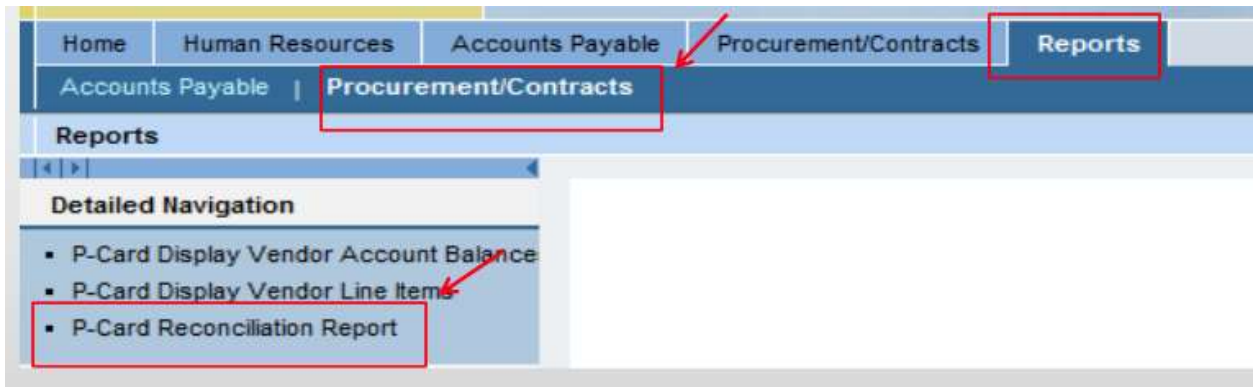 Home Human Resources Accounts Payable Procurement/Contracts Reports
Accounts Payable | Procurement/Contracts
Reports
Detailed Navigation
▪ P-Card Display Vendor Account Balance
▪ P-Card Display Vendor Line Items
▪ P-Card Reconciliation Report